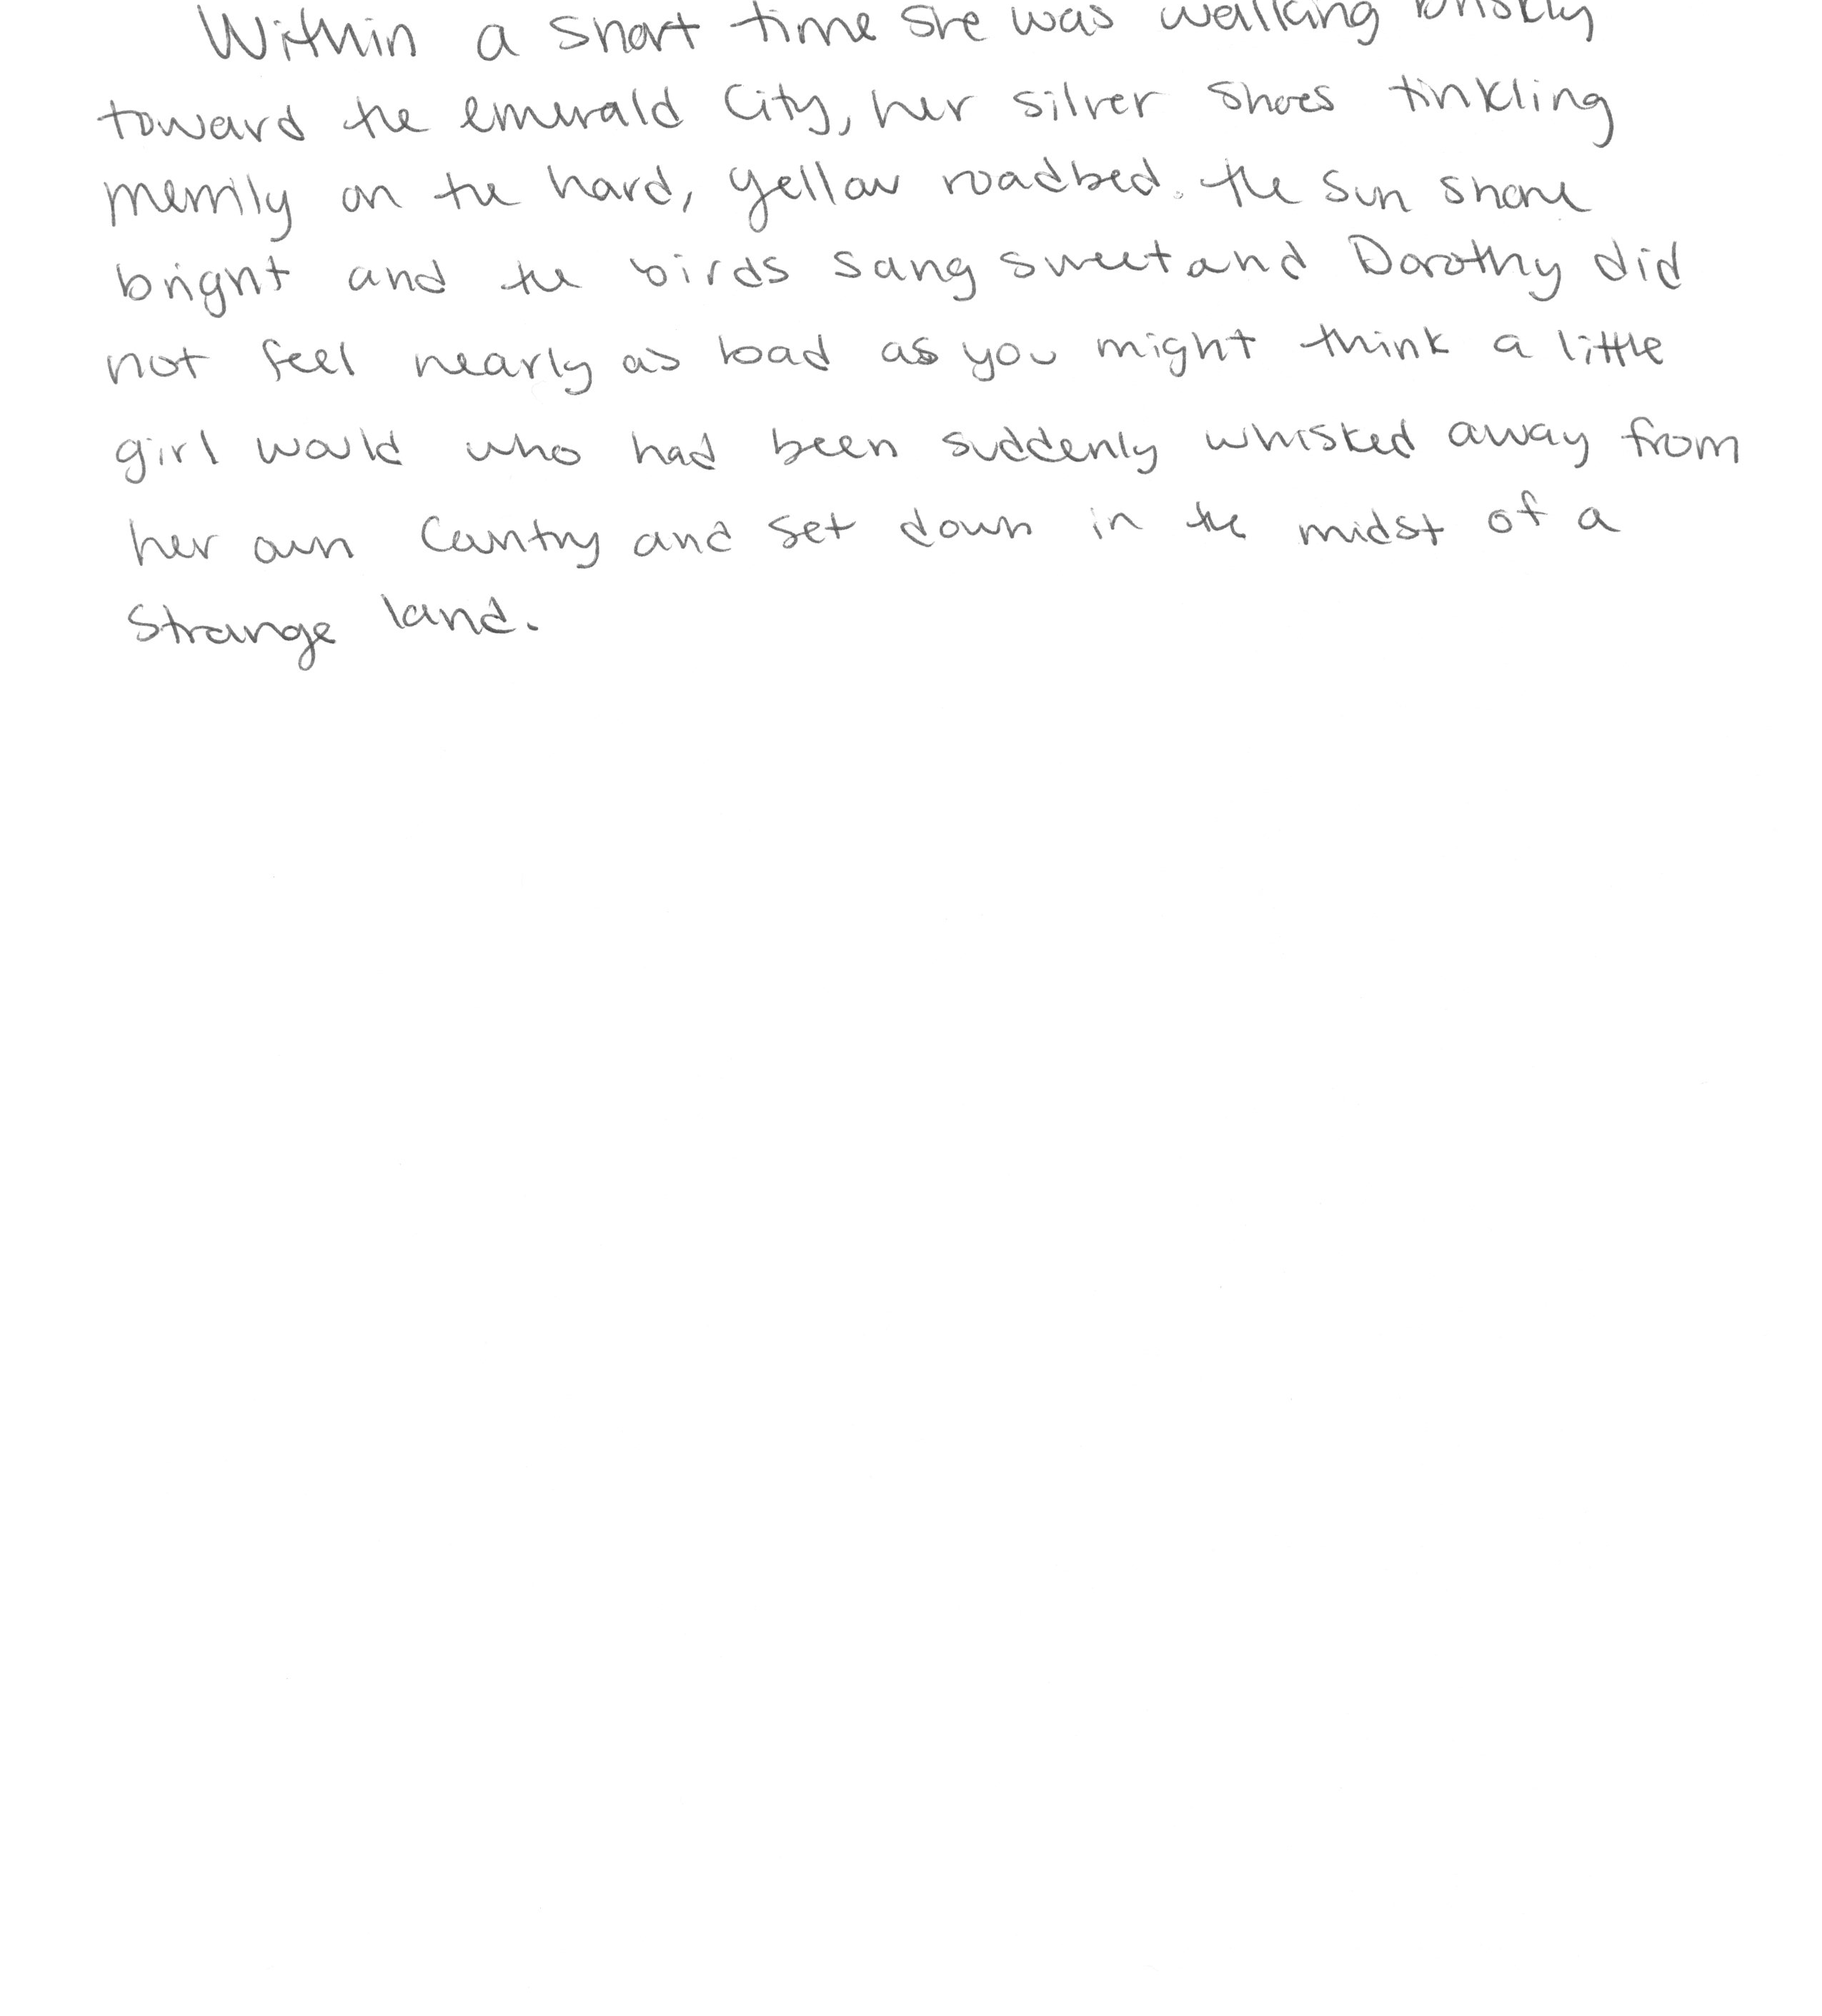 Within a short time she was walking briskly
toward the emerald City, her silver shoes tinkling
merrily on the hard, yellow roadbed. the sun shone
bright and the birds sang sweet and Dorothy did
not feel nearly as bad as you might think a little
girl would who had been suddenly whisked away from
her own Country and set down in the midst of a
strange land.